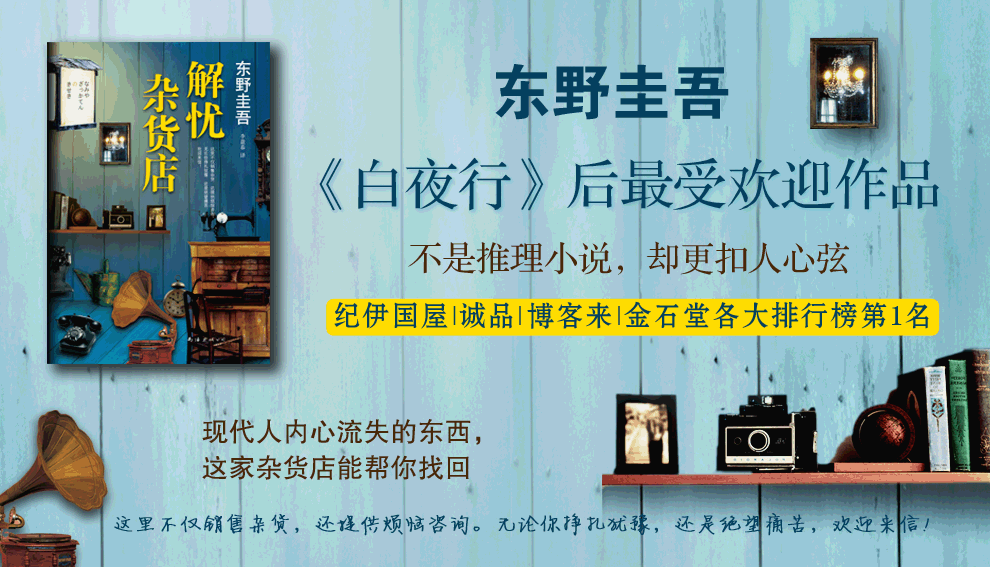 东野圭吾
解忧
杂货店
なみや
ざっかてん
きせき
东野圭吾
《白夜行》后最受欢迎作品
不是推理小说，却更扣人心弦
纪伊国屋|诚品|博客来|金石堂各大排行榜第1名
现代人内心流失的东西，
这家杂货店能帮你找回
这里不仅销售杂货，还提供烦恼咨询。无论你挣扎犹豫，还是绝望痛苦，欢迎来信！